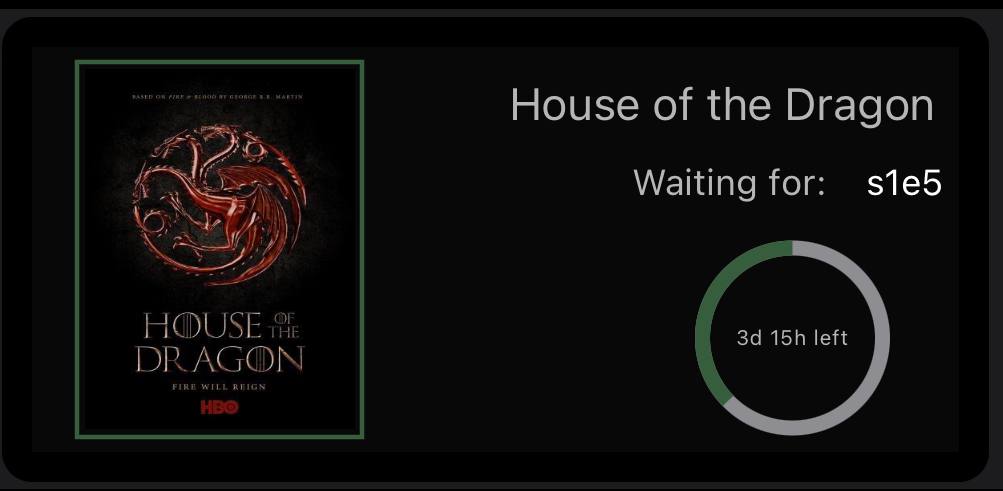 BASED ON FIRE & BLOOD BY GEORGE R.R. MARTIN
HOUSE OF THE
DRAGON
FIRE WILL REIGN
HBO
House of the Dragon
Waiting for: s1e5
3d 15h left